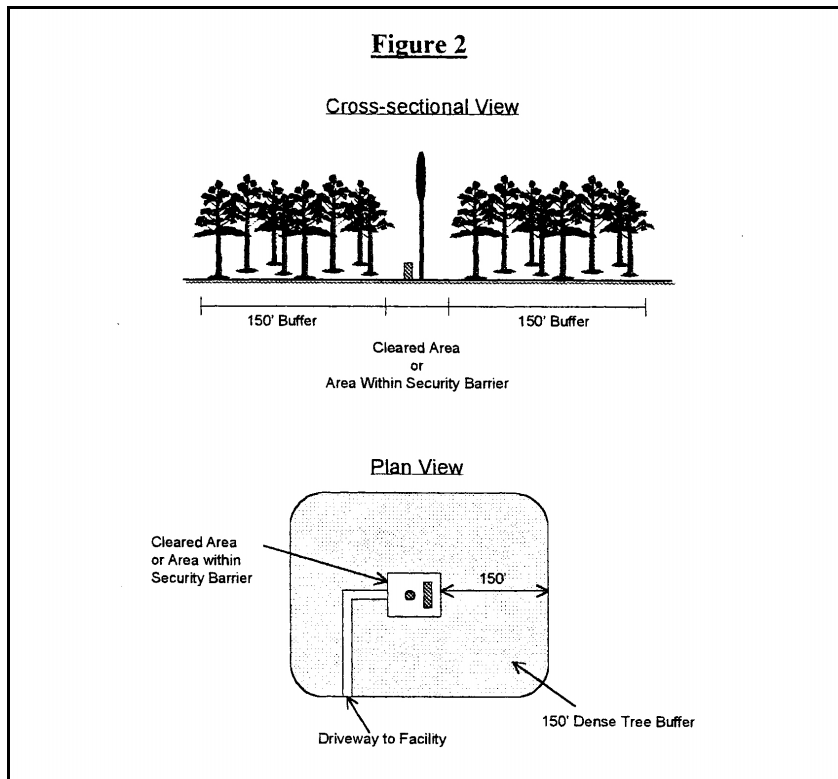 Figure 2
Cross-sectional View
150' Buffer
150' Buffer
Cleared Area
or
Area Within Security Barrier
Plan View
Cleared Area
or Area within
Security Barrier
150'
150' Dense Tree Buffer
Driveway to Facility